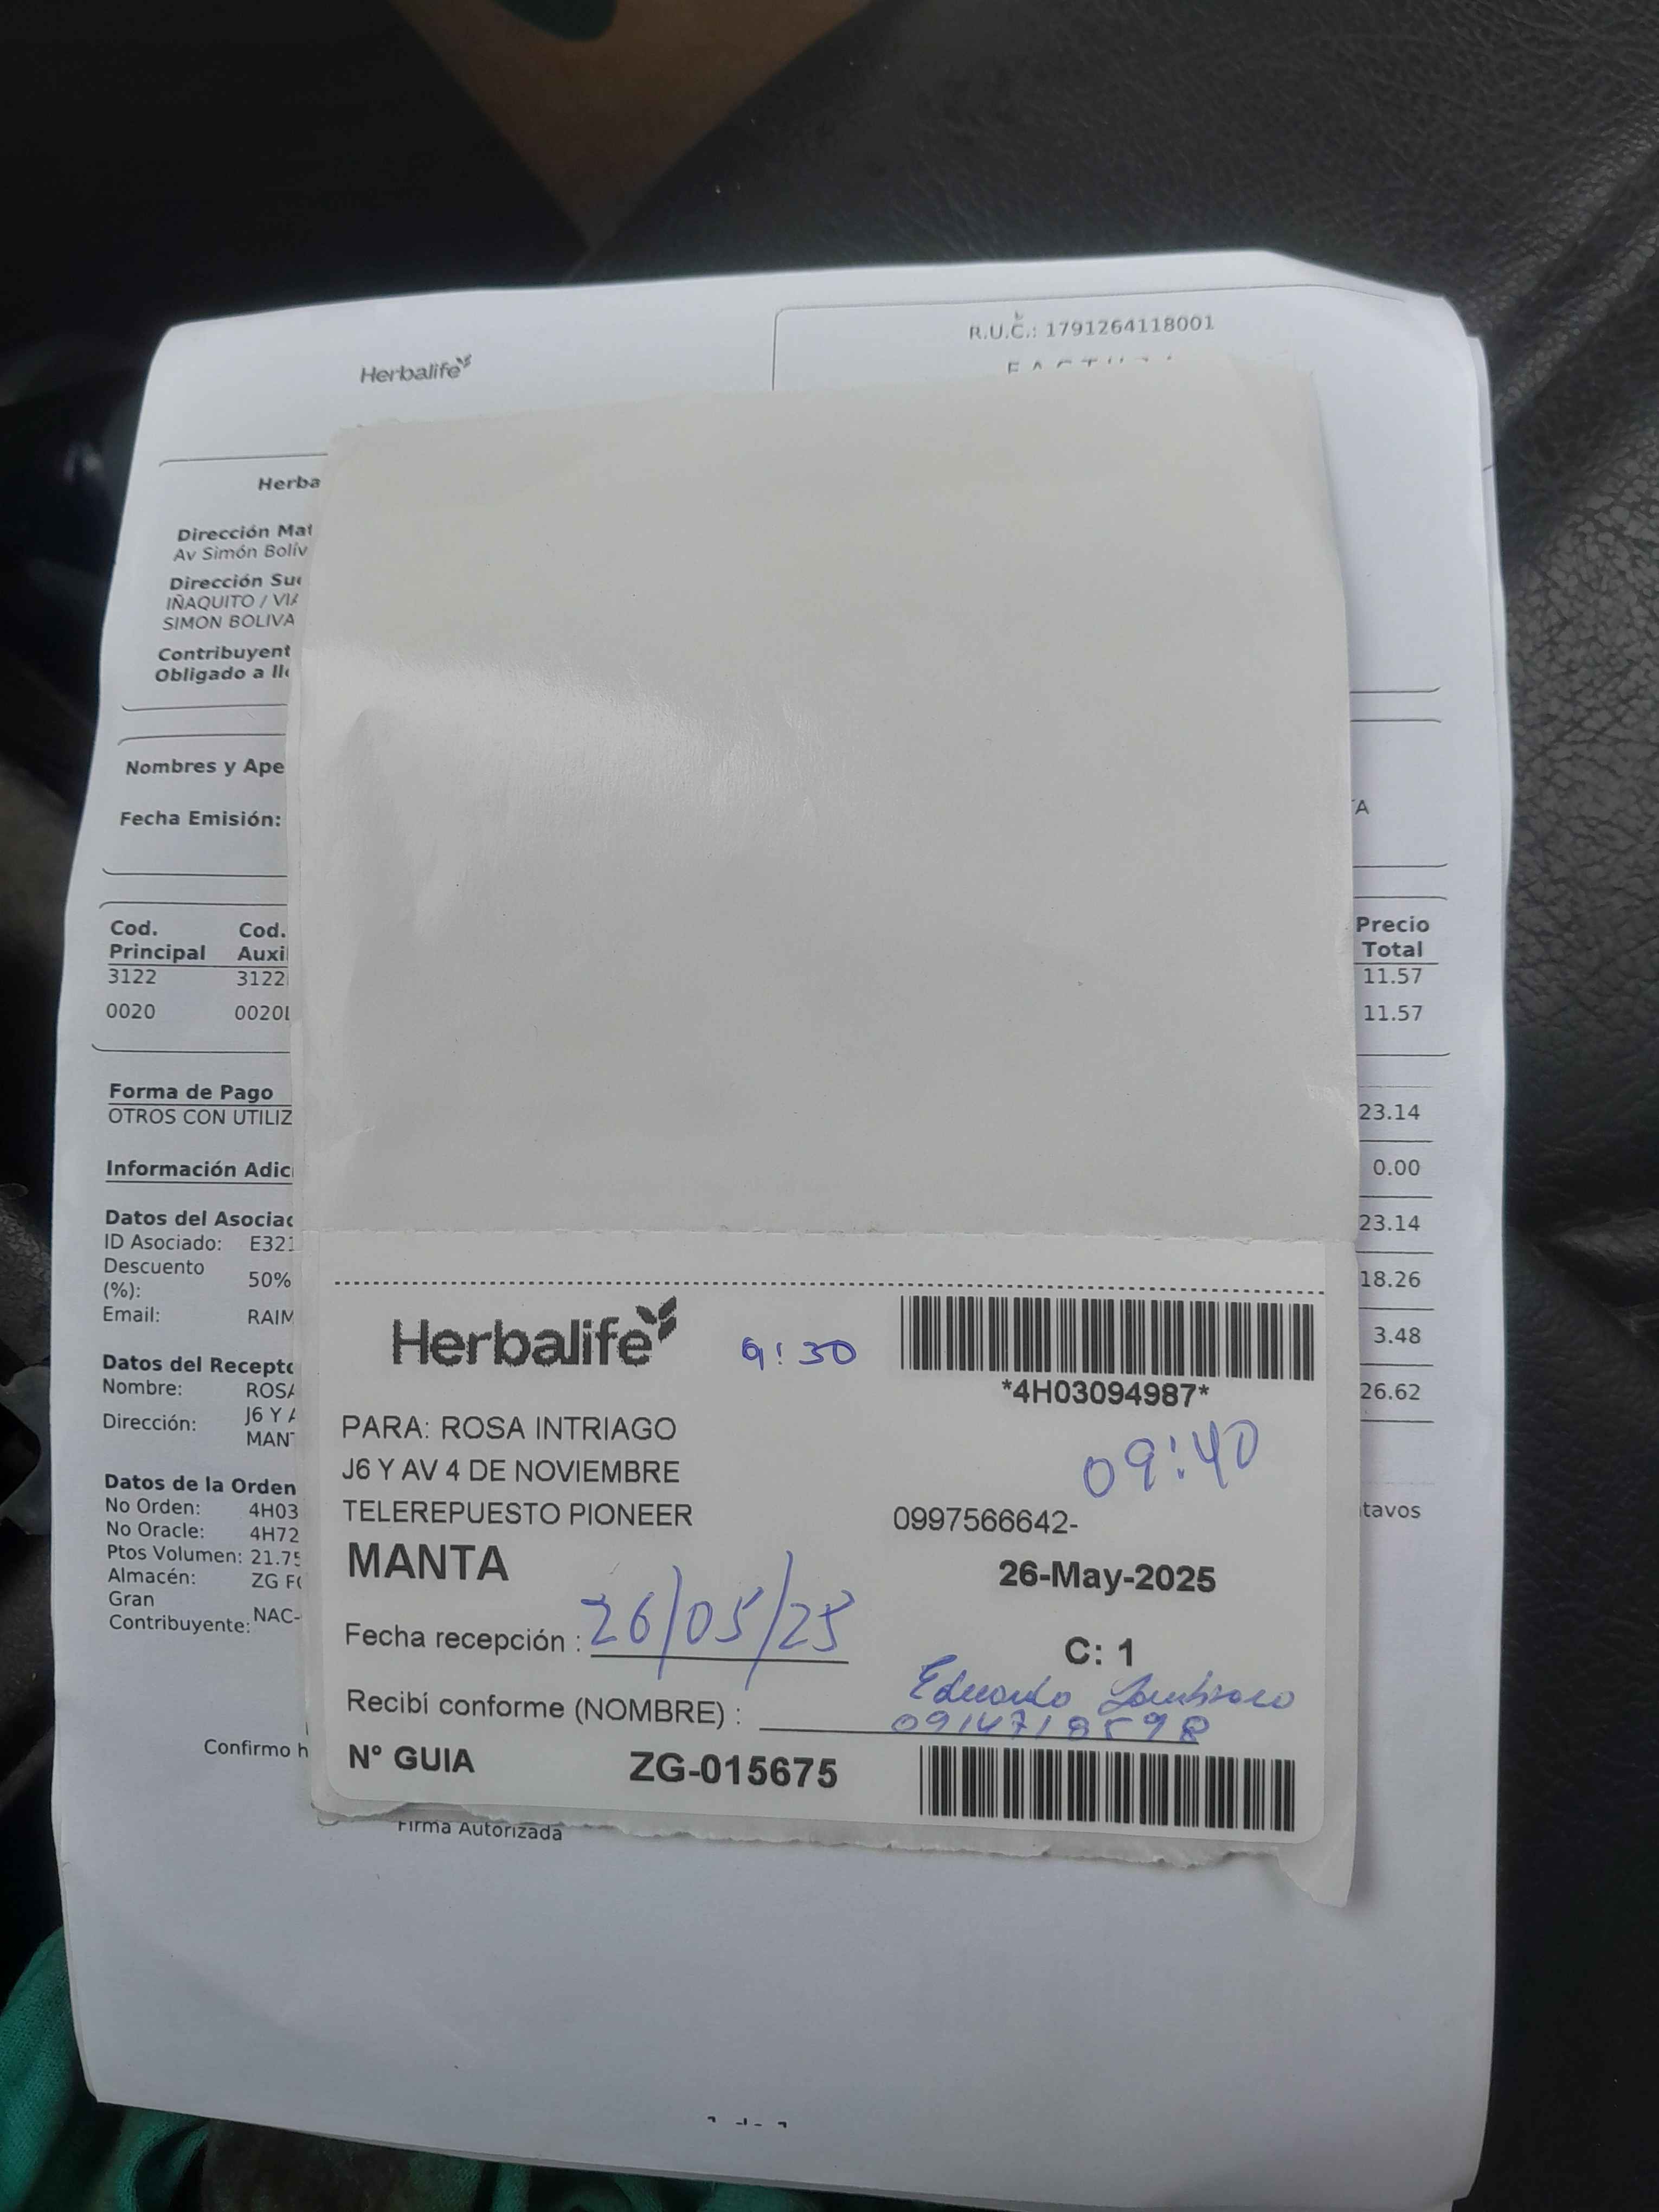 Herbalife
R.U.C.: 1791264118001
Herba
Dirección Mat
Av Simón Bolív
Dirección Su
IÑAQUITO / VIA
SIMON BOLIVA
Contribuyent
Obligado a ll
Nombres y Ape
Fecha Emisión:
Cod. Principal Cod. Auxi Precio Total
3122 3122 11.57
0020 0020 11.57
Forma de Pago
OTROS CON UTILIZ
23.14
Información Adic 0.00
Datos del Asociac 23.14
ID Asociado: E321
Descuento (%): 50% 18.26
Email: RAIM 3.48
Datos del Recepto
Nombre: ROSA 26.62
Dirección: J6 Y A
MAN
Datos de la Orden
No Orden: 4H03 tavos
No Oracle: 4H72
Ptos Volumen: 21.75
Almacén: ZG F
Gran Contribuyente: NAC-
Confirmo h
Firma Autorizada
Herbalife 9:30
*4H03094987*
PARA: ROSA INTRIAGO
09:40
J6 Y AV 4 DE NOVIEMBRE
TELEREPUESTO PIONEER 0997566642-
MANTA 26-May-2025
Fecha recepción : 26/05/25
C: 1
Eduardo
Recibí conforme (NOMBRE) :
N° GUIA ZG-015675